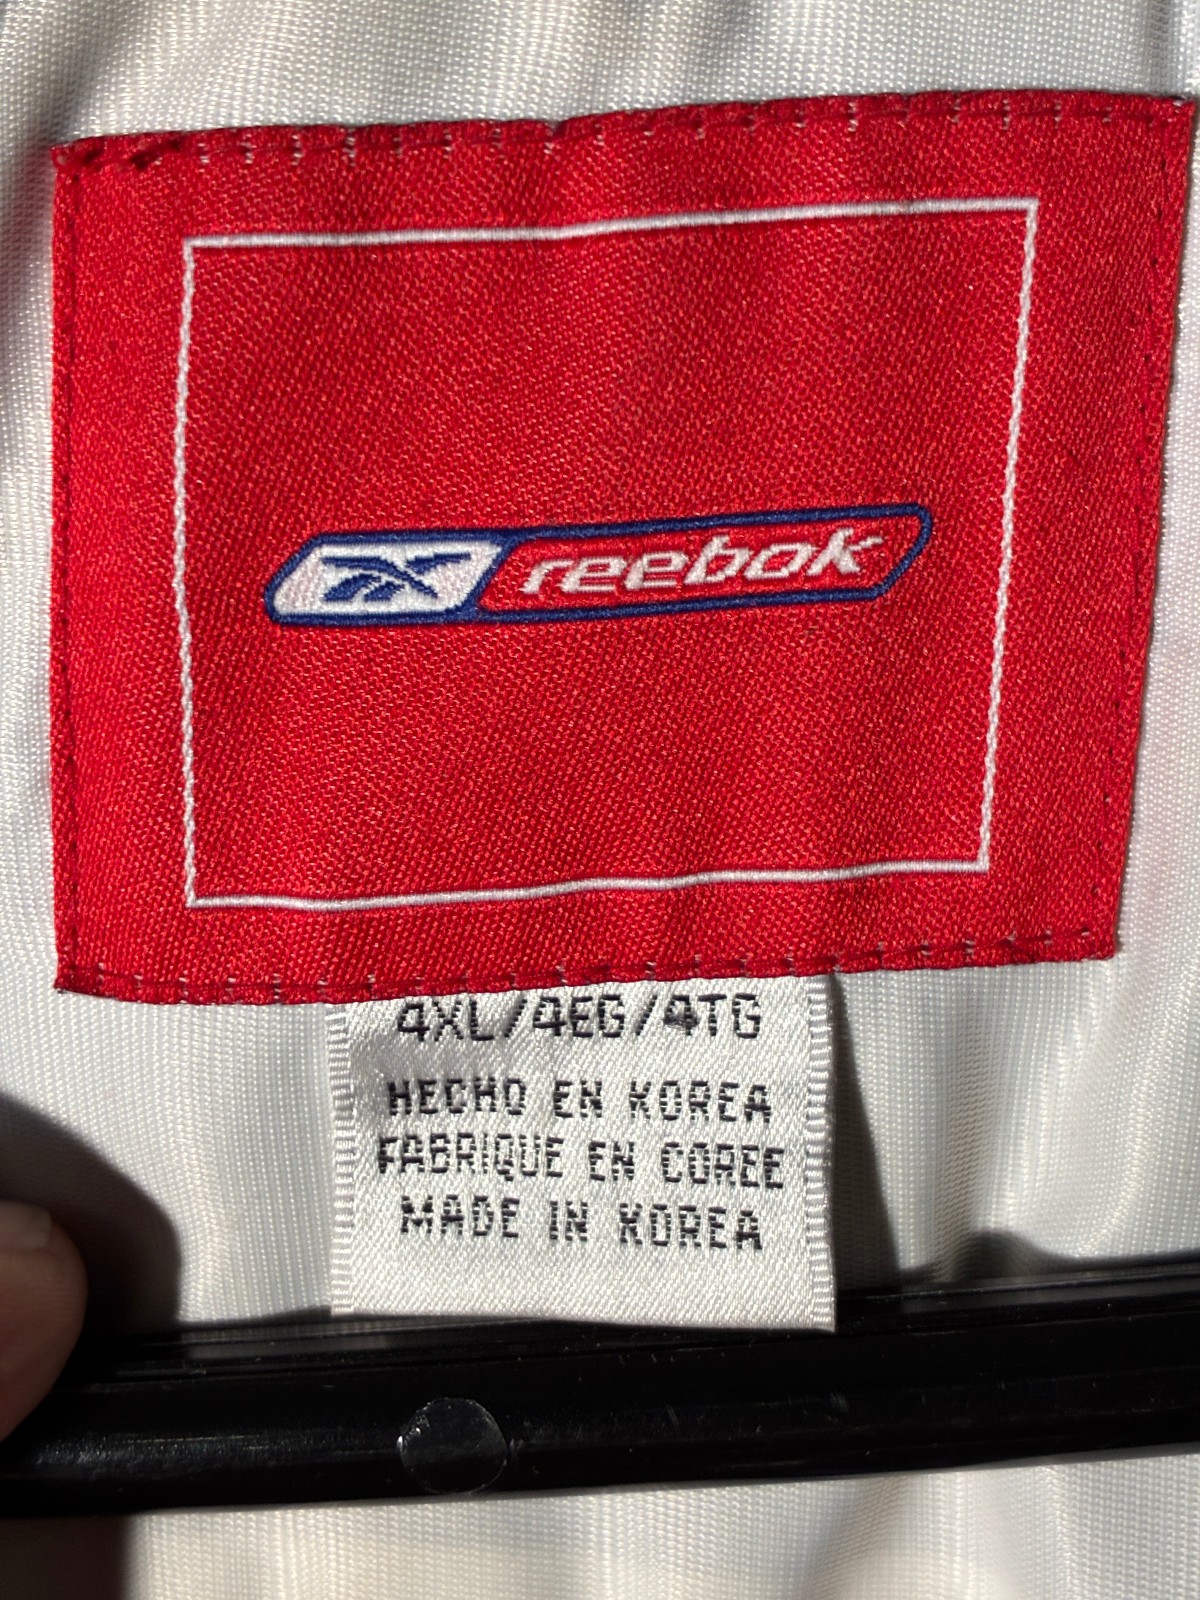 reebok
4XL/4EG/4TG
HECHO EN KOREA
FABRIQUE EN COREE
MADE IN KOREA